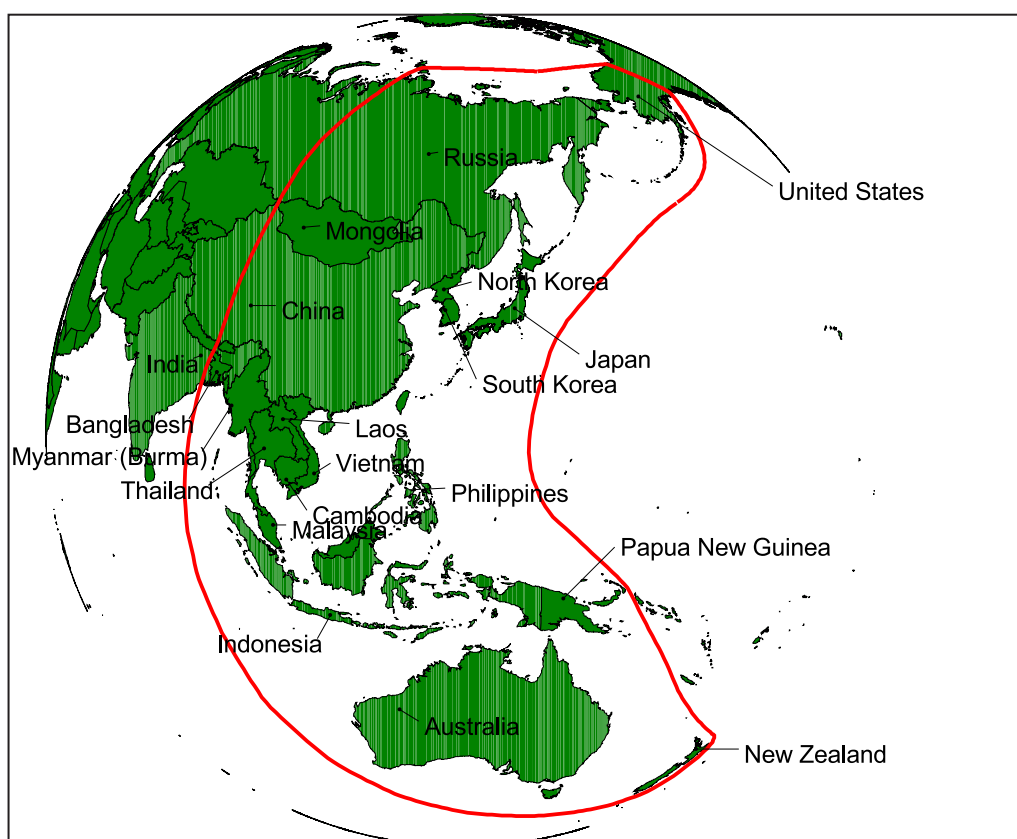 Russia
United States
Mongolia
North Korea
China
Japan
India
South Korea
Bangladesh
Laos
Myanmar (Burma)
Vietnam
Thailand
Philippines
Cambodia
Malaysia
Papua New Guinea
Indonesia
Australia
New Zealand